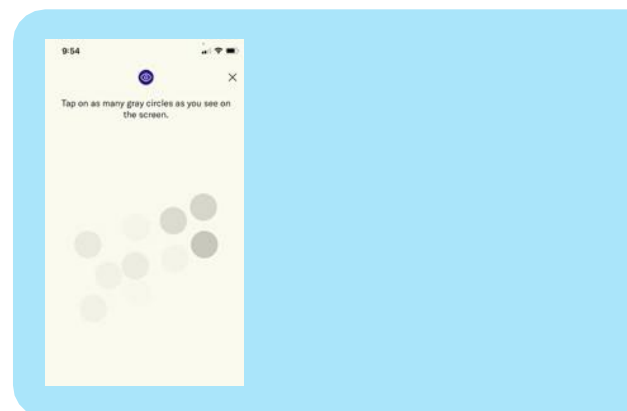 9:54
Tap on as many gray circles as you see on
the screen.